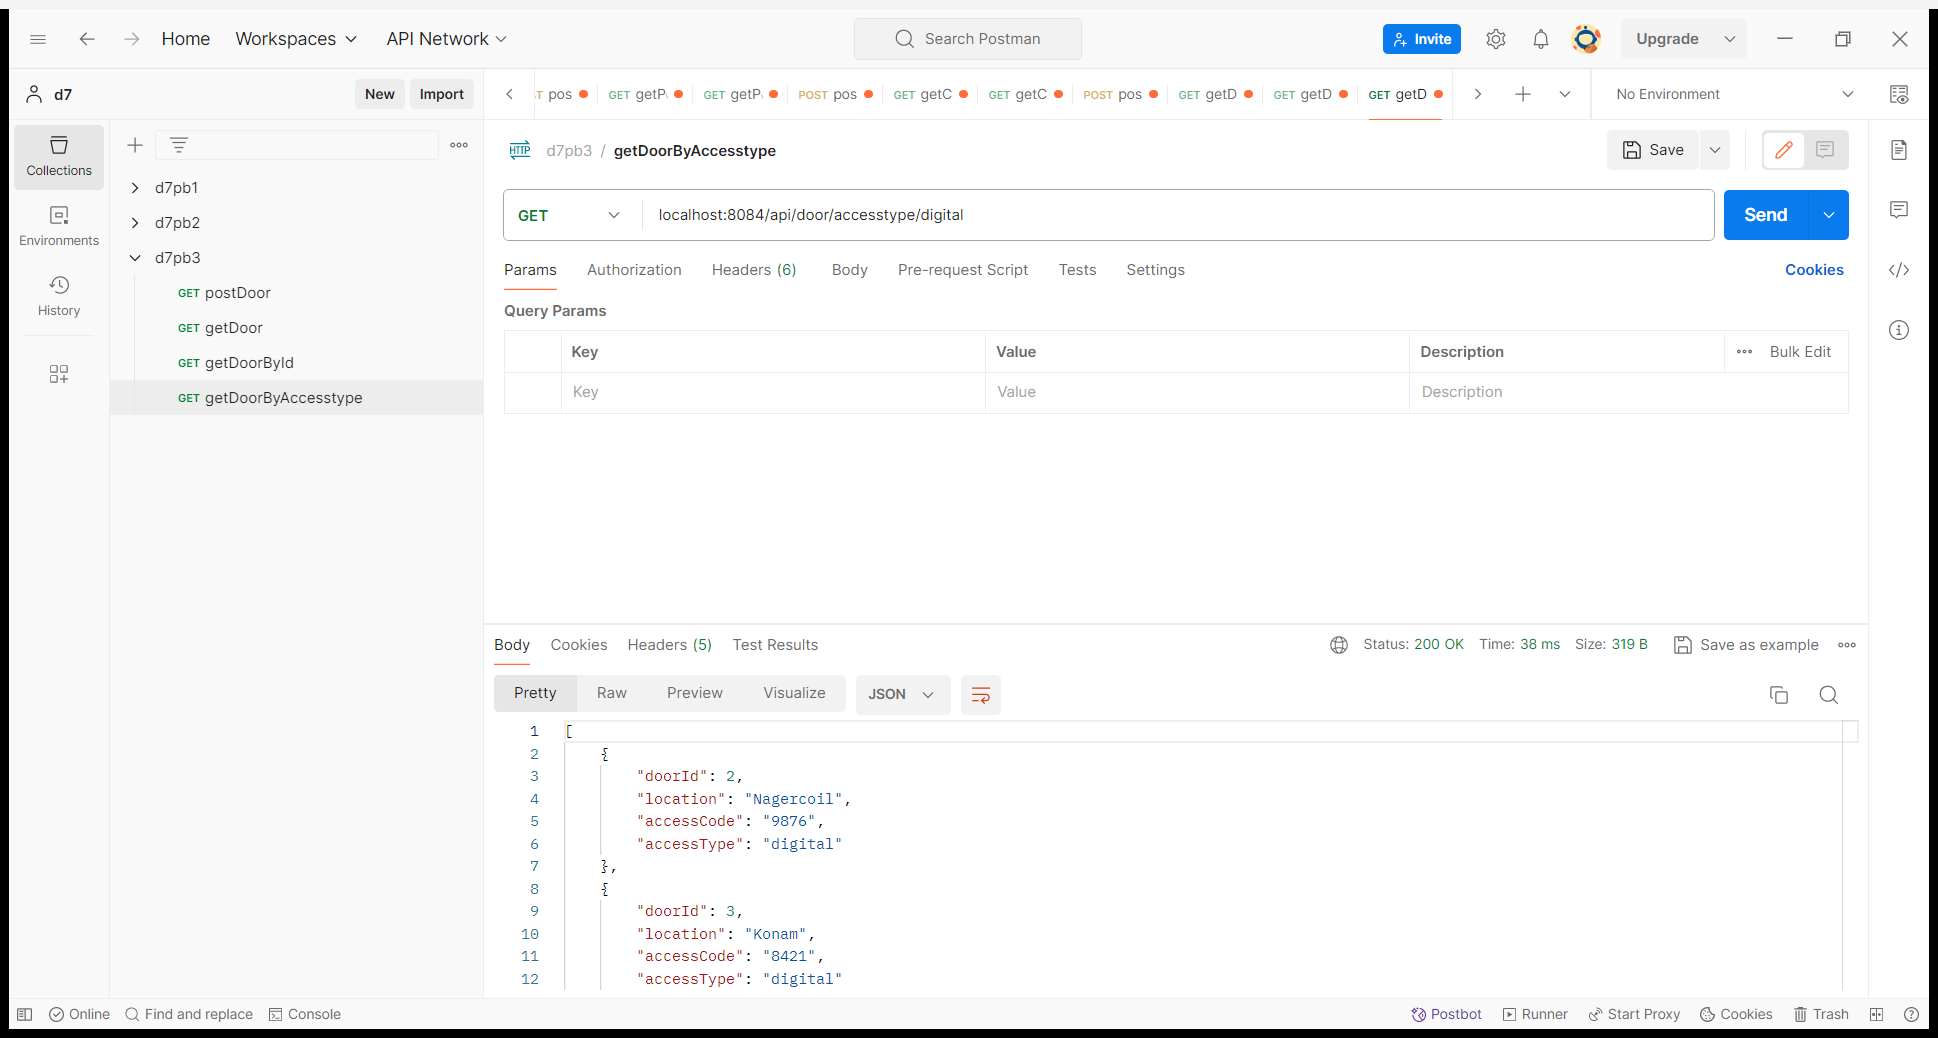 Home Workspaces API Network Search Postman Invite Upgrade
d7 New Import
pos GET getP GET getP POST pos GET getC GET getC POST pos GET getD GET getD GET getD No Environment
Collections
Environments
History
d7pb1
d7pb2
d7pb3
GET postDoor
GET getDoor
GET getDoorById
GET getDoorByAccesstype
HTTP d7pb3 / getDoorByAccesstype Save
GET localhost:8084/api/door/accesstype/digital Send
Params Authorization Headers (6) Body Pre-request Script Tests Settings Cookies
Query Params
Key Value Description Bulk Edit
Key Value Description
Body Cookies Headers (5) Test Results Status: 200 OK Time: 38 ms Size: 319 B Save as example
Pretty Raw Preview Visualize JSON
1 [
2 {
3 "doorId": 2,
4 "location": "Nagercoil",
5 "accessCode": "9876",
6 "accessType": "digital"
7 },
8 {
9 "doorId": 3,
10 "location": "Konam",
11 "accessCode": "8421",
12 "accessType": "digital"
Online Find and replace Console Postbot Runner Start Proxy Cookies Trash